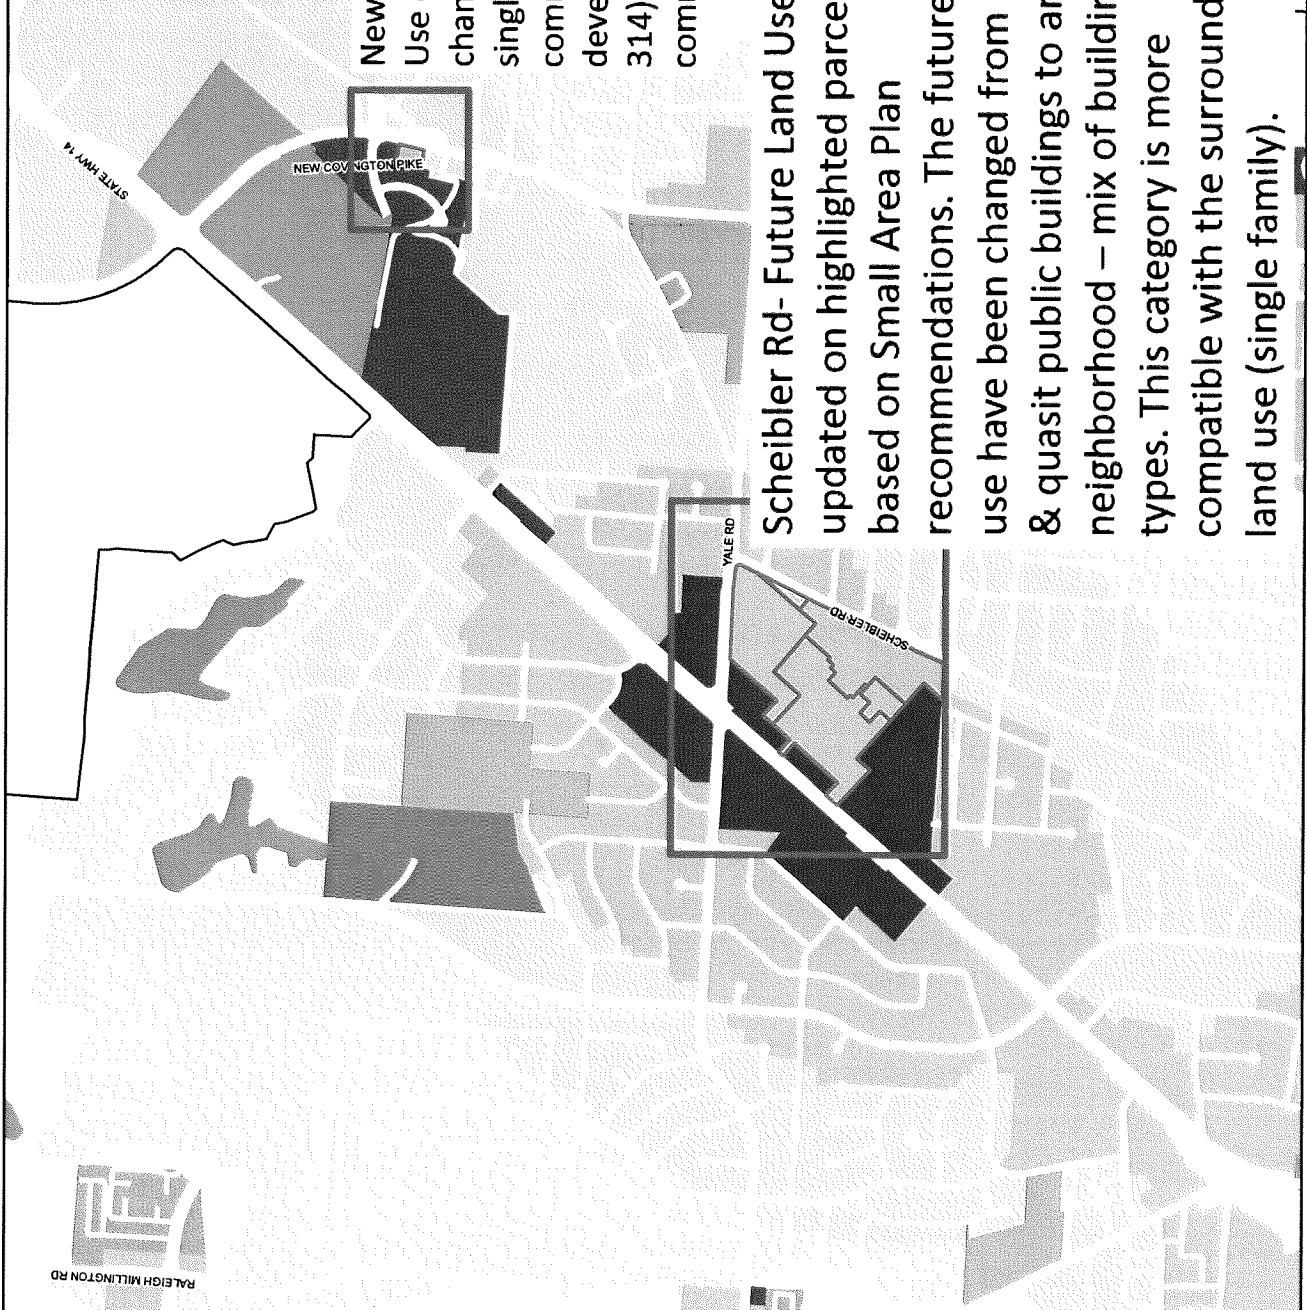 New
Use
chan
singl
com
deve
314)
com
Scheibler Rd- Future Land Use
updated on highlighted parce
based on Small Area Plan
recommendations. The future
use have been changed from
& quasit public buildings to ar
neighborhood – mix of buildin
types. This category is more
compatible with the surround
land use (single family).
STATE HWY 14
NEW COVINGTON PIKE
YALE RD
SCHEIBLER RD
RALEIGH MILLINGTON RD